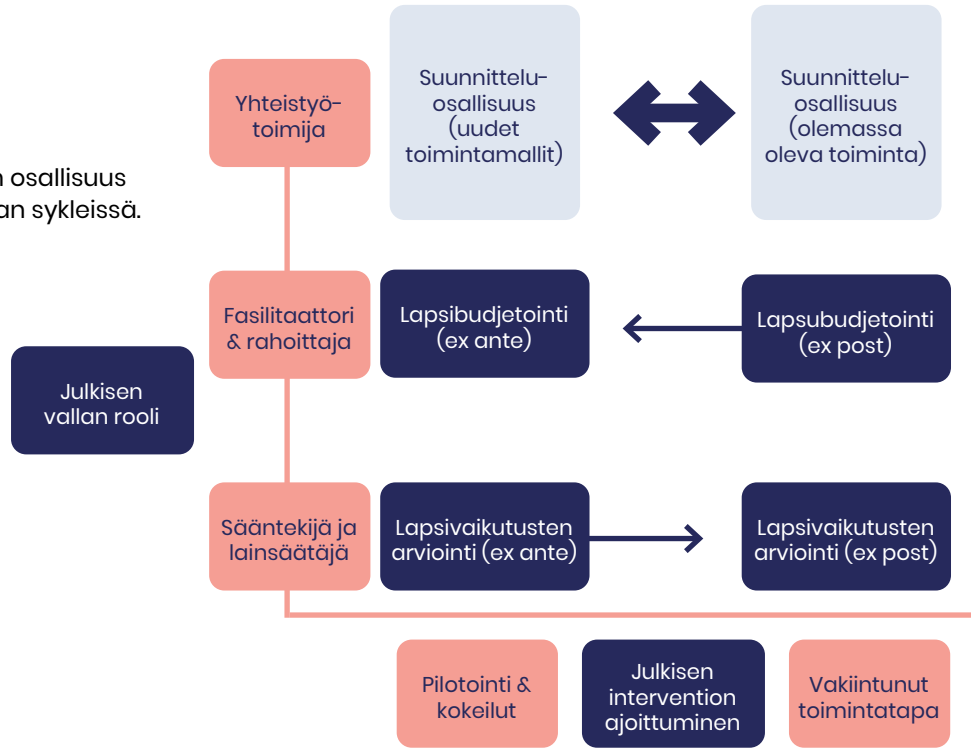 Yhteistyö-
toimija
Suunnittelu-
osallisuus
(uudet
toimintamallit)
Suunnittelu-
osallisuus
(olemassa
oleva toiminta)
osallisuus
sykleissä.
Fasilitaattori
& rahoittaja
Lapsibudjetointi
(ex ante)
Lapsubudjetointi
(ex post)
Julkisen
vallan rooli
Sääntekijä ja
lainsäätäjä
Lapsivaikutusten
arviointi (ex ante)
Lapsivaikutusten
arviointi (ex post)
Pilotointi &
kokeilut
Julkisen
intervention
ajoittuminen
Vakiintunut
toimintatapa